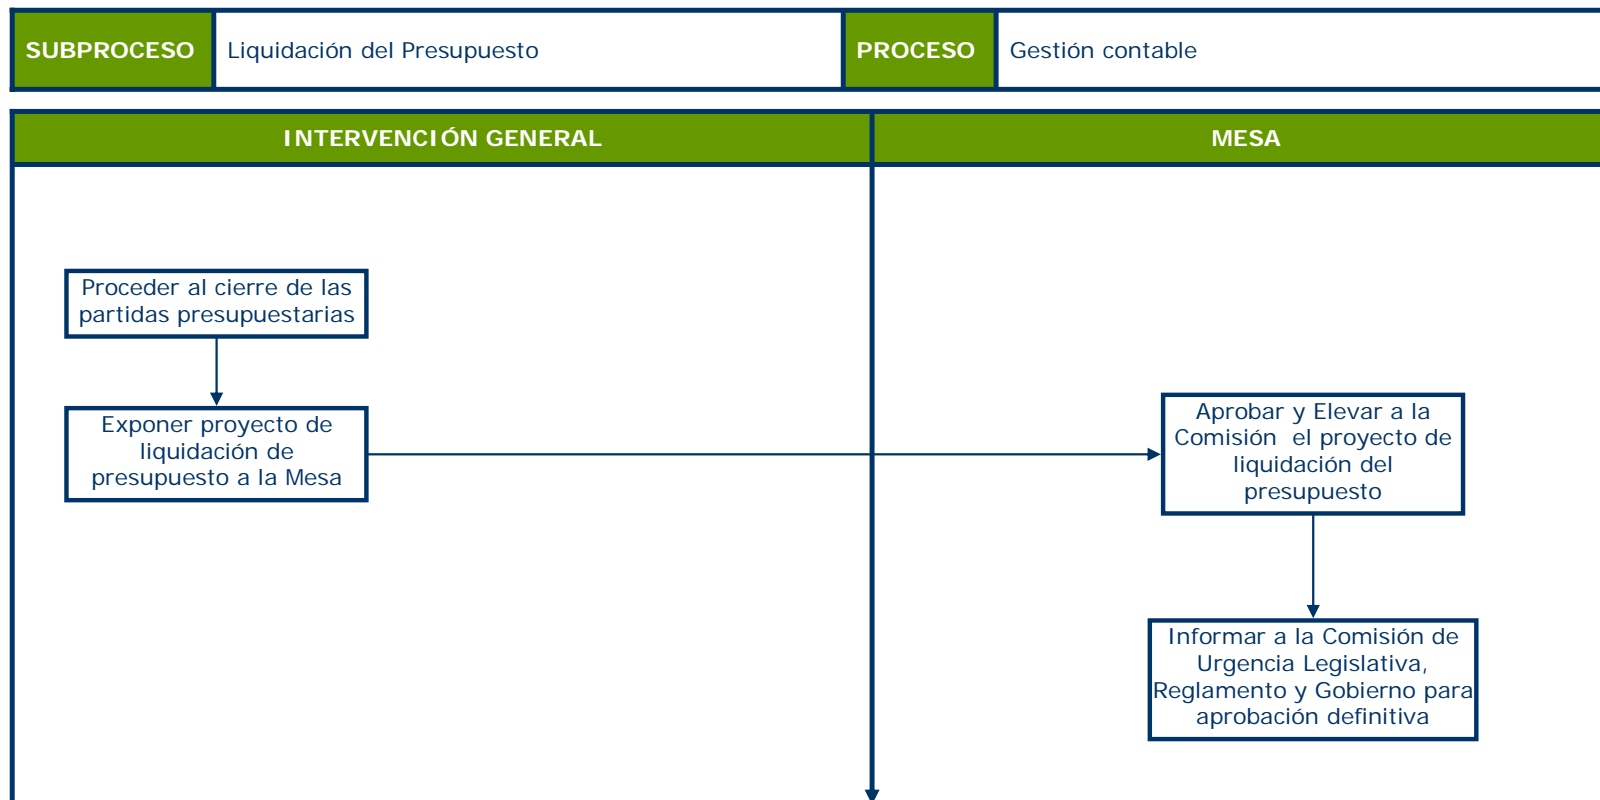 SUBPROCESO
Liquidación del Presupuesto
PROCESO
Gestión contable
INTERVENCIÓN GENERAL
MESA
Proceder al cierre de las
partidas presupuestarias
Exponer proyecto de
liquidación de
presupuesto a la Mesa
Aprobar y Elevar a la
Comisión el proyecto de
liquidación del
presupuesto
Informar a la Comisión de
Urgencia Legislativa,
Reglamento y Gobierno para
aprobación definitiva